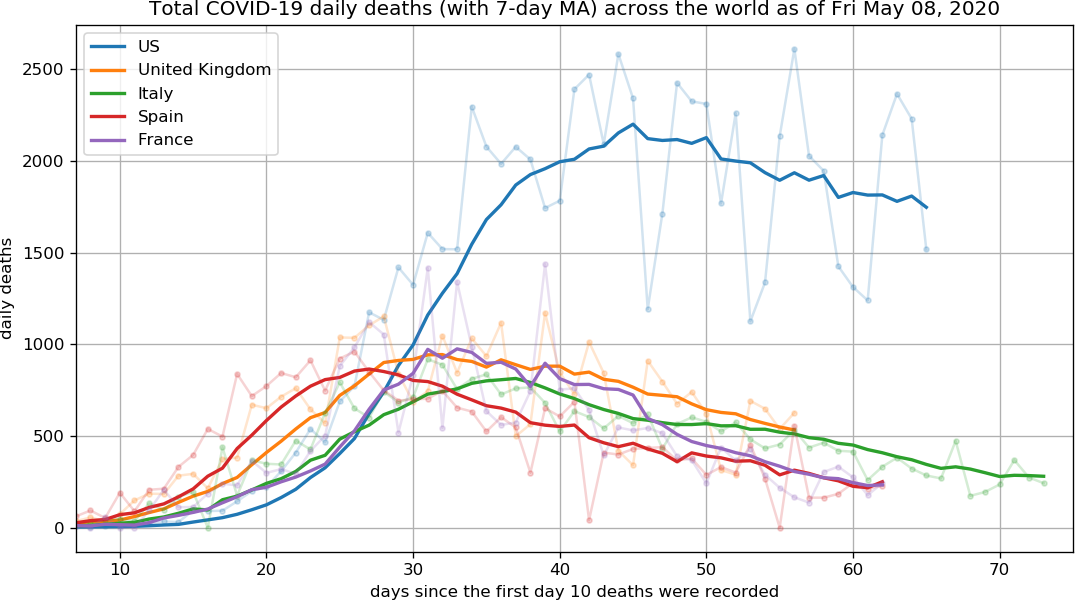 Total COVID-19 daily deaths (with 7-day MA) across the world as of Fri May 08, 2020
US
United Kingdom
Italy
Spain
France
2500
2000
1500
1000
500
0
daily deaths
10 20 30 40 50 60 70
days since the first day 10 deaths were recorded